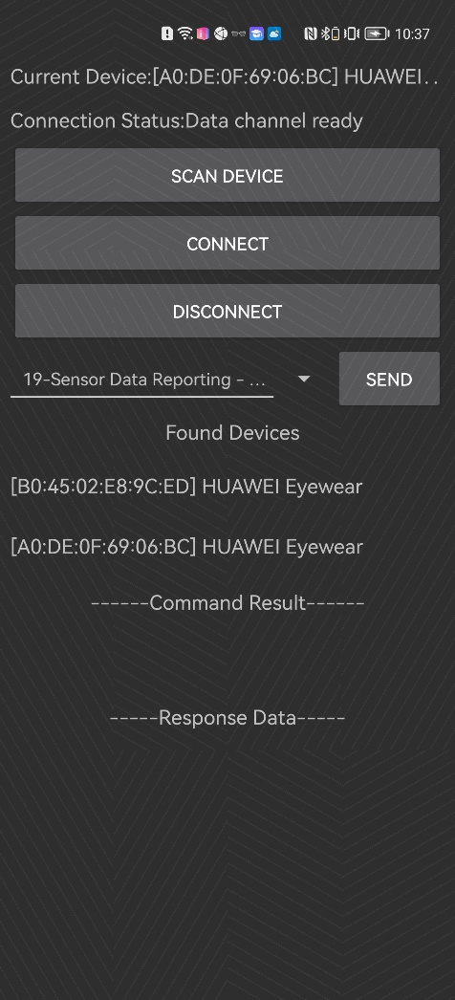 10:37
Current Device:[A0:DE:0F:69:06:BC] HUAWEI..
Connection Status:Data channel ready
SCAN DEVICE
CONNECT
DISCONNECT
19-Sensor Data Reporting - ...
SEND
Found Devices
[B0:45:02:E8:9C:ED] HUAWEI Eyewear
[A0:DE:0F:69:06:BC] HUAWEI Eyewear
------Command Result------
-----Response Data-----